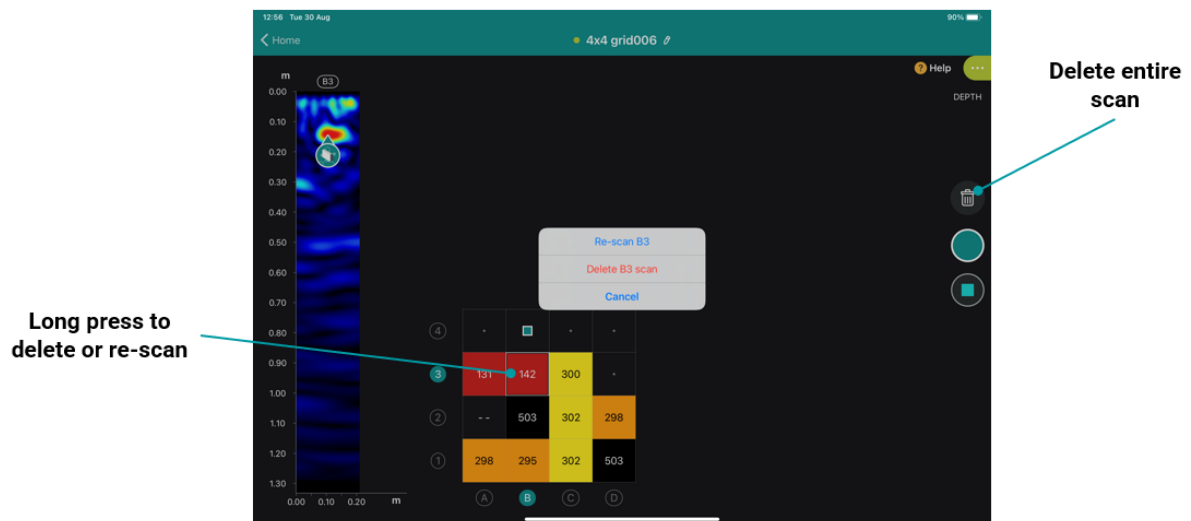 12:56 Tue 30 Aug
90%
Home
4x4 grid006
? Help
...
Delete entire
scan
m
B3
DEPTH
0.00
0.10
0.20
0.30
0.40
0.50
0.60
0.70
0.80
0.90
1.00
1.10
1.20
1.30
0.00 0.10 0.20 m
Re-scan B3
Delete B3 scan
Cancel
Long press to
delete or re-scan
4 - - -
3 131 142 300 -
2 -- 503 302 298
1 298 295 302 503
A B C D